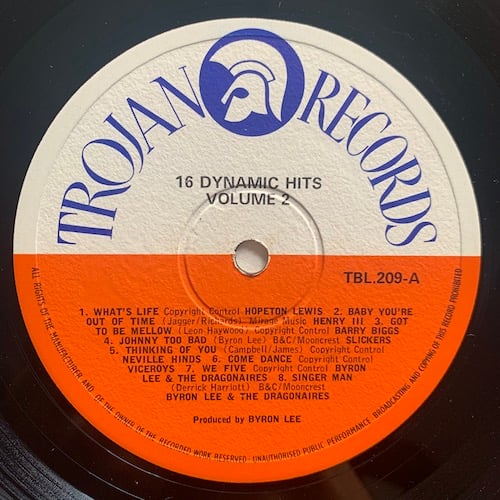 TROJAN RECORDS
16 DYNAMIC HITS
VOLUME 2
TBL.209-A
1. WHAT'S LIFE Copyright Control HOPETON LEWIS 2. BABY YOU'RE
OUT OF TIME (Jagger/Richards). Mirage Music HENRY III 3. GOT
TO BE MELLOW (Leon Haywood) Copyright Control BARRY BIGGS
4. JOHNNY TOO BAD (Byron Lee) B&C/Mooncrest SLICKERS
5. THINKING OF YOU (Campbell/James) Copyright Control
NEVILLE HINDS 6. COME DANCE Copyright Control
VICEROYS 7. WE FIVE Copyright Control BYRON
LEE & THE DRAGONAIRES 8. SINGER MAN
(Derrick Harriott) B&C/Mooncrest
BYRON LEE & THE DRAGONAIRES
Produced by BYRON LEE
ALL RIGHTS OF THE MANUFACTURER AND OF THE OWNER OF THE RECORDED WORK RESERVED - UNAUTHORISED PUBLIC PERFORMANCE BROADCASTING AND COPYING OF THIS RECORD PROHIBITED